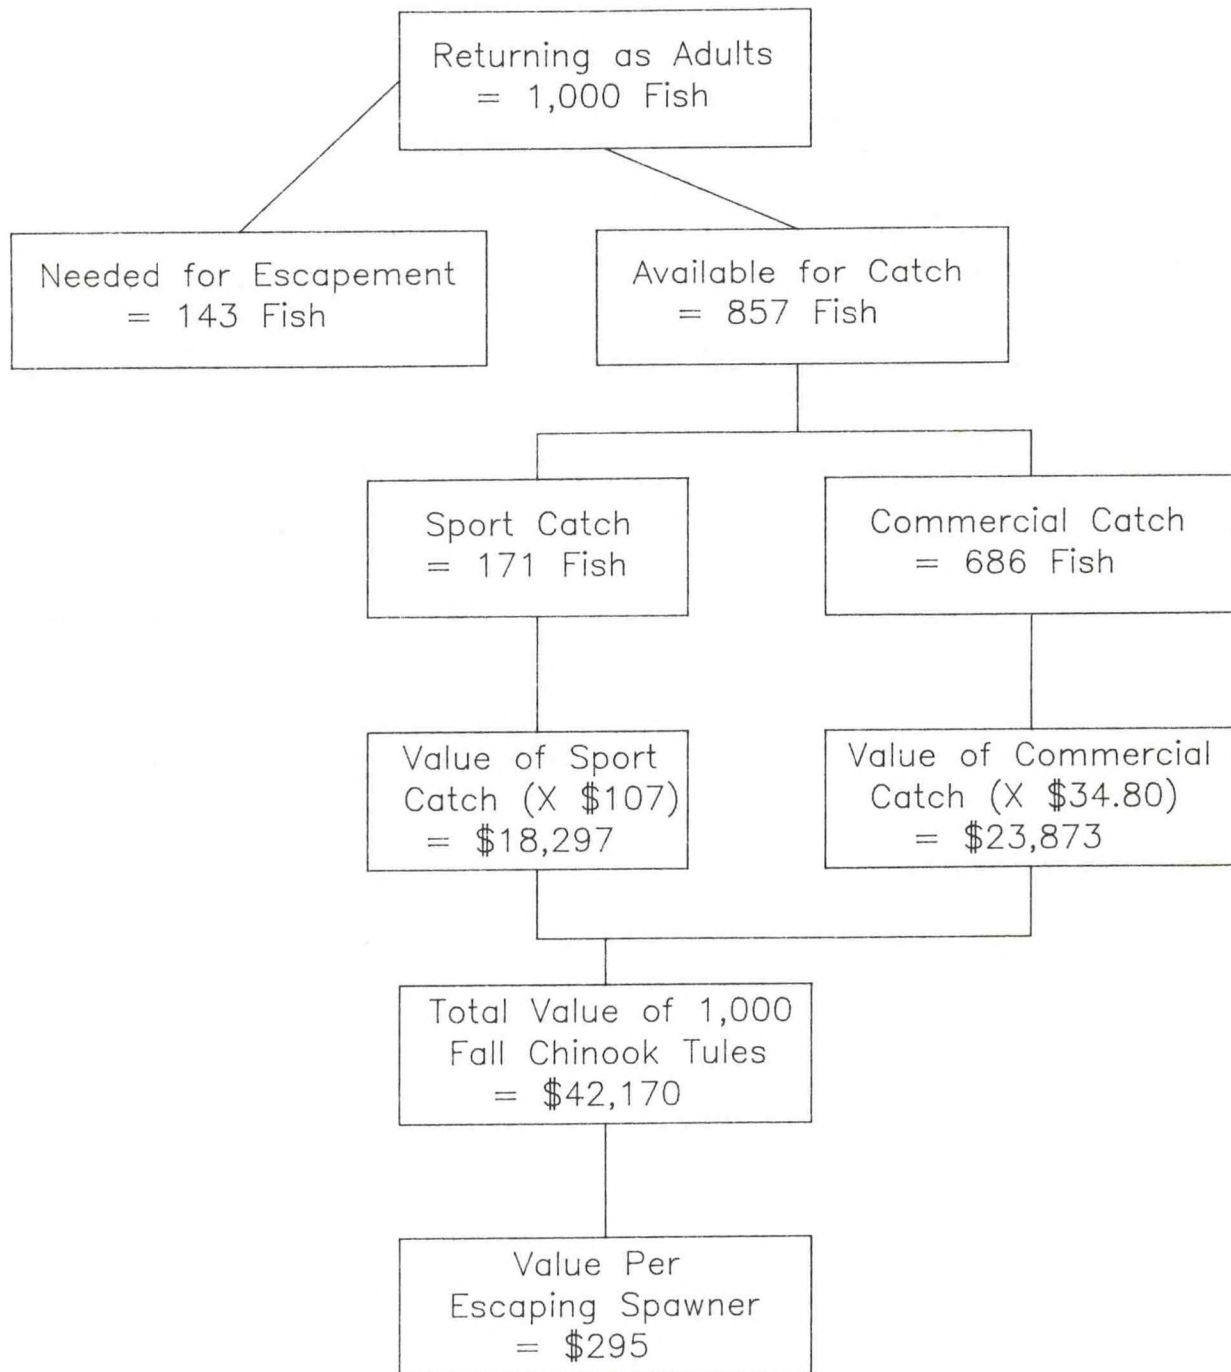 Returning as Adults
= 1,000 Fish
Needed for Escapement
= 143 Fish
Available for Catch
= 857 Fish
Sport Catch
= 171 Fish
Commercial Catch
= 686 Fish
Value of Sport
Catch (X $107)
= $18,297
Value of Commercial
Catch (X $34.80)
= $23,873
Total Value of 1,000
Fall Chinook Tules
= $42,170
Value Per
Escaping Spawner
= $295